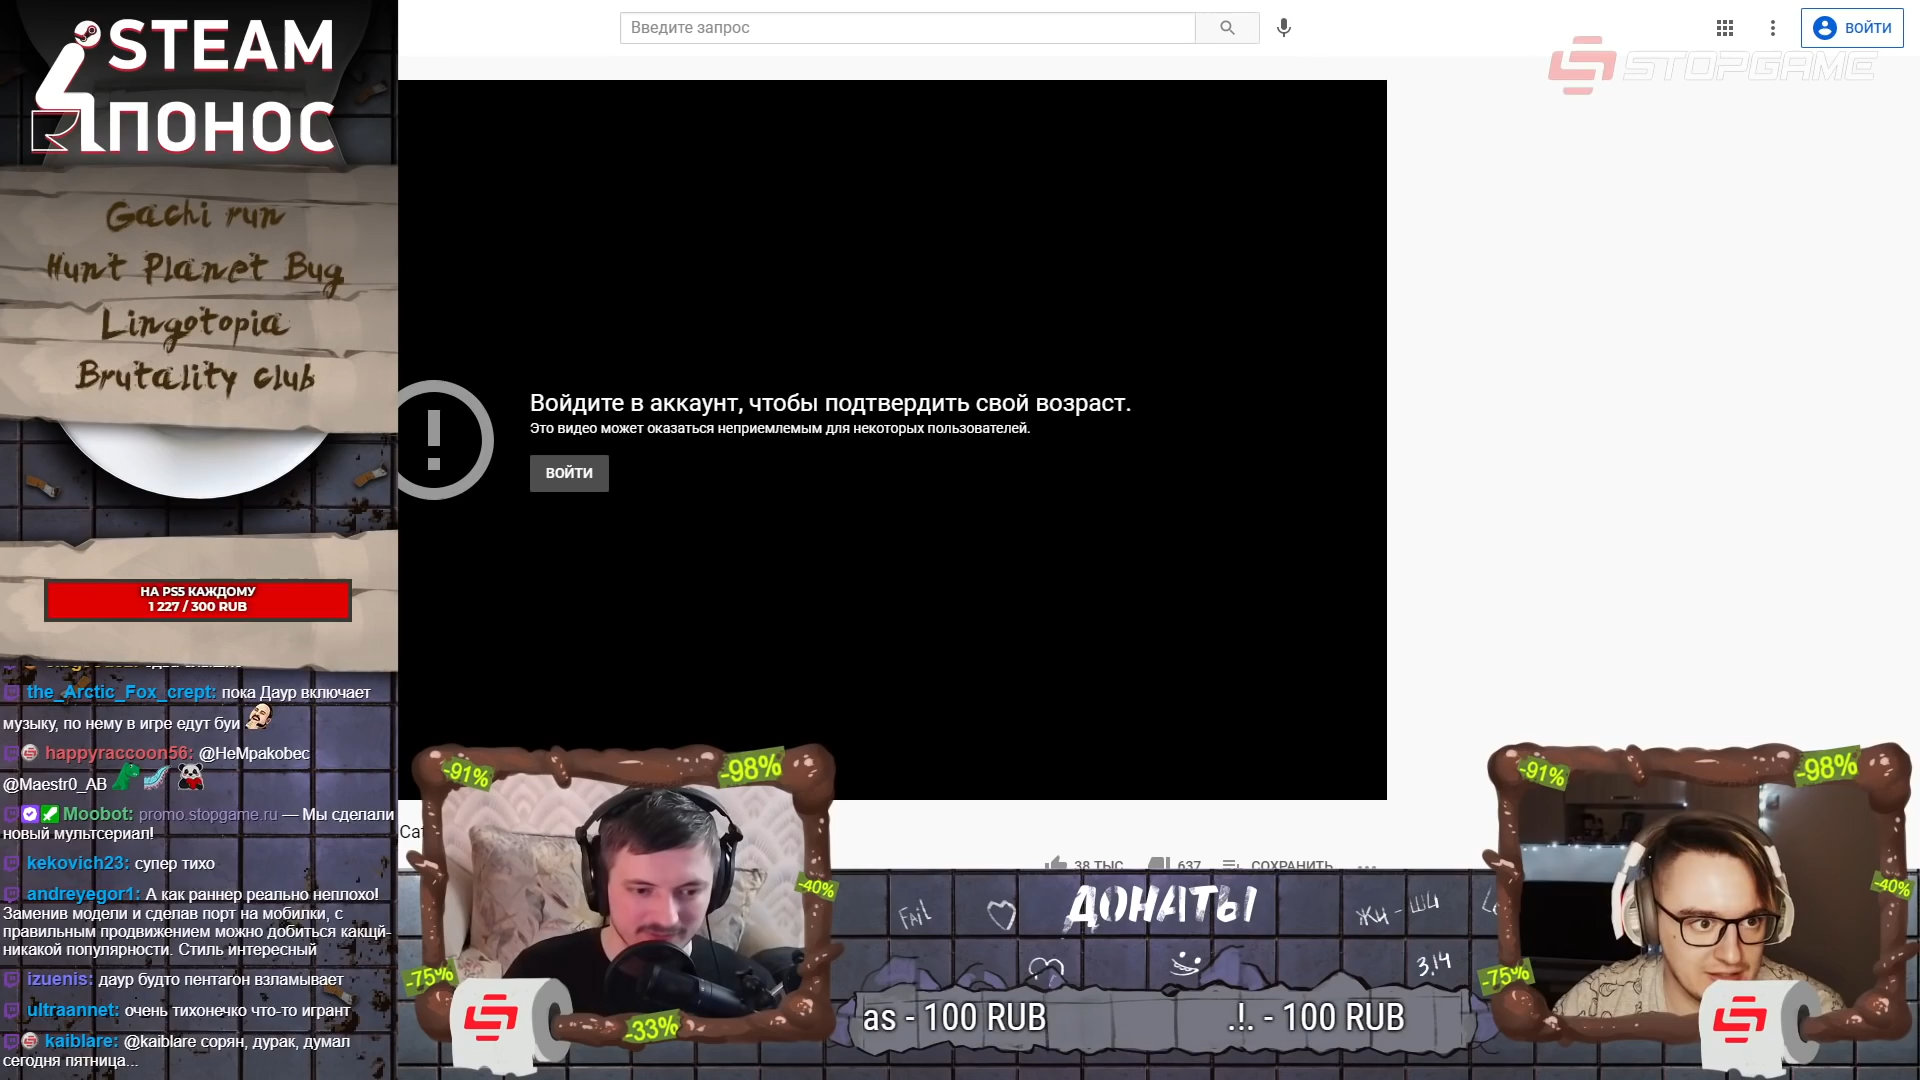 STEAM
ПОНОС
Gachi run
Hunt Planet Bug
Lingotopia
Brutality club
НА PS5 КАЖДОМУ
1 227 / 300 RUB
the_Arctic_Fox_crept: пока Даур включает
музыку, по нему в игре едут буи
happyraccoon56: @HeMpakobec
@Maestr0_AB
Moobot: promo.stopgame.ru — Мы сделали
новый мультсериал!
kekovich23: супер тихо
andreyegor1: А как раннер реально неплохо!
Заменив модели и сделав порт на мобилки, с
правильным продвижением можно добиться какщй-
никакой популярности. Стиль интересный
izuenis: даур будто пентагон взламывает
ultraannet: очень тихонечко что-то игрант
kaiblare: @kaiblare сорян, дурак, думал
сегодня пятница...
Введите запрос
ВОЙТИ
STOPGAME
Войдите в аккаунт, чтобы подтвердить свой возраст.
Это видео может оказаться неприемлемым для некоторых пользователей.
ВОЙТИ
38 ТЫС.
637
СОХРАНИТЬ
-91%
-98%
-40%
-75%
-33%
ДОНАТЫ
FAIL
ЖИ-ШИ
3.14
as - 100 RUB
.!. - 100 RUB
-91%
-98%
-40%
-75%